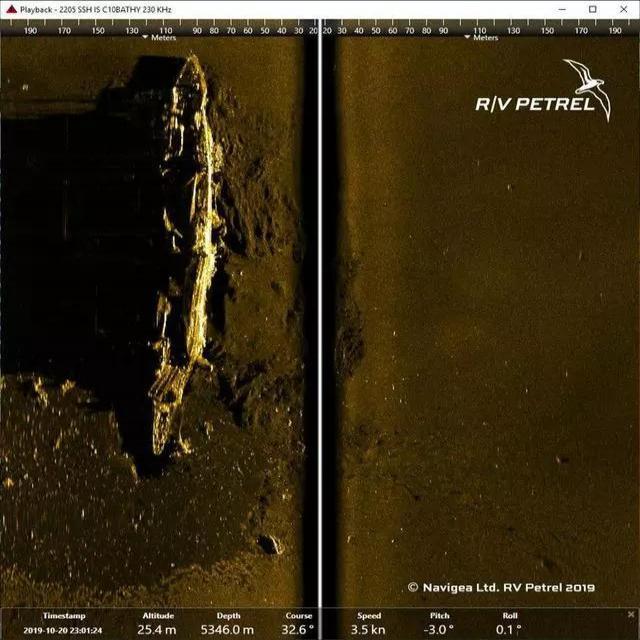 Playback - 2205 SSH IS C10BATHY 230 KHz
190 150 130 110 90 80 70 60 50 40 30 20 20 30 40 50 60 70 80 90 110 130 150 170 190
Meters Meters
R/V PETREL
© Navigea Ltd. RV Petrel 2019
Timestamp Altitude Depth Course Speed Pitch Roll
2019-10-20 23:01:24 25.4 m 5346.0 m 32.6° 3.5 kn -3.0° 0.1°